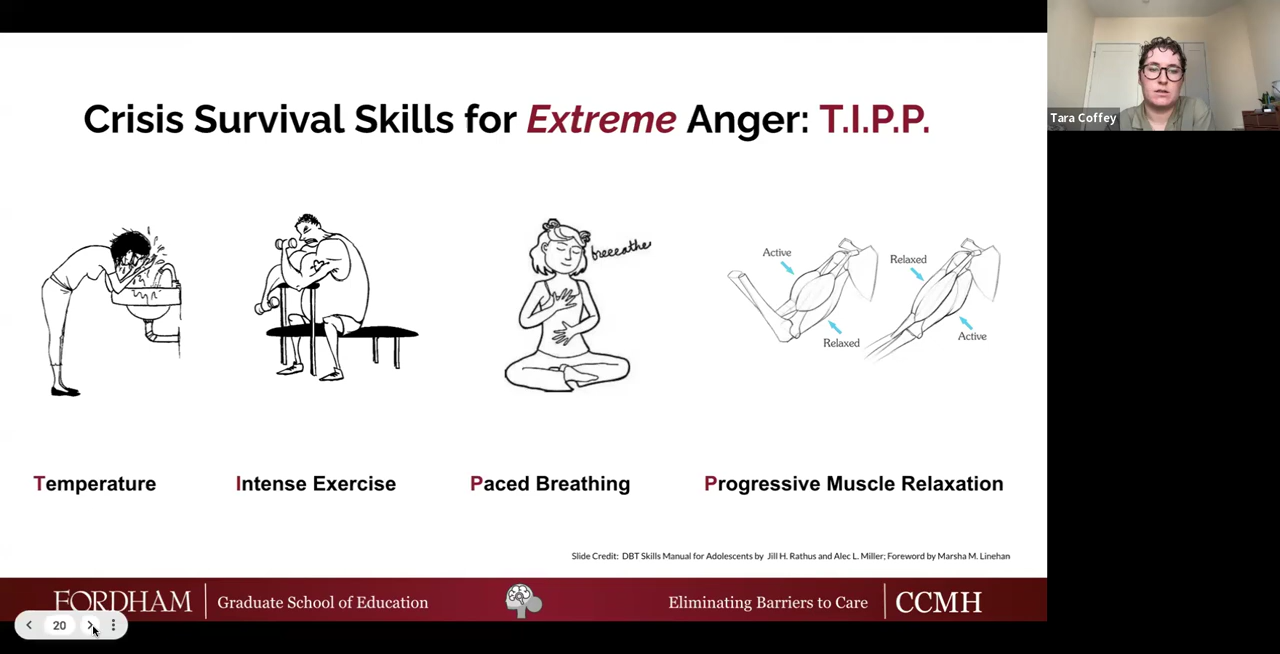 Tara Coffey
Crisis Survival Skills for Extreme Anger: T.I.P.P.
breeeathe
Active
Relaxed
Relaxed
Active
Temperature
Intense Exercise
Paced Breathing
Progressive Muscle Relaxation
Slide Credit: DBT Skills Manual for Adolescents by Jill H. Rathus and Alec L. Miller; Foreword by Marsha M. Linehan
FORDHAM
Graduate School of Education
Eliminating Barriers to Care
CCMH
20